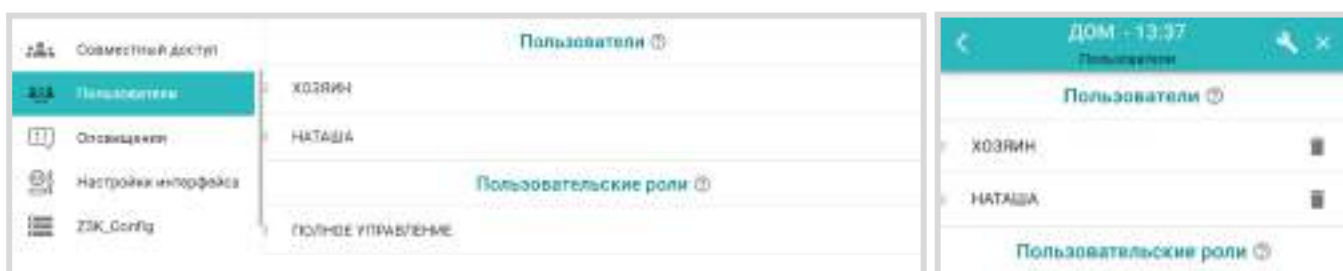 Совместный доступ
Пользователи
Оповещения
Настройки интерфейса
ZSK_Config
Пользователи
ХОЗЯИН
НАТАША
Пользовательские роли
ПОЛНОЕ УПРАВЛЕНИЕ
ДОМ - 13:37
Пользователи
Пользователи
ХОЗЯИН
НАТАША
Пользовательские роли